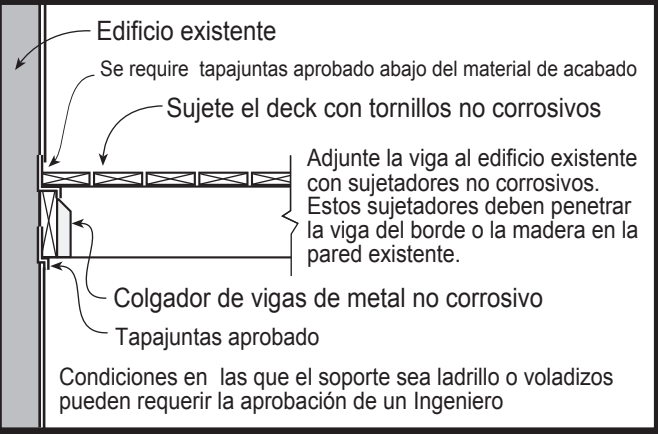 Edificio existente
Se require tapajuntas aprobado abajo del material de acabado
Sujete el deck con tornillos no corrosivos
Adjunte la viga al edificio existente
con sujetadores no corrosivos.
Estos sujetadores deben penetrar
la viga del borde o la madera en la
pared existente.
Colgador de vigas de metal no corrosivo
Tapajuntas aprobado
Condiciones en las que el soporte sea ladrillo o voladizos
pueden requerir la aprobación de un Ingeniero